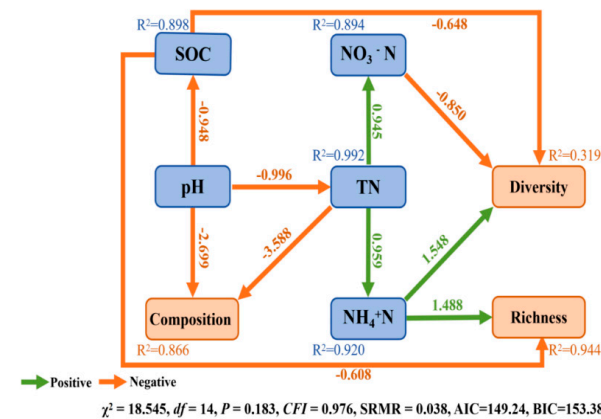 R²=0.898
R²=0.894
-0.648
SOC
NO₃⁻ N
-0.948
0.945
-0.850
R²=0.992
R²=0.319
pH
-0.996
TN
Diversity
-2.699
-3.588
0.959
1.548
Composition
NH₄⁺N
1.488
Richness
R²=0.866
R²=0.920
R²=0.944
-0.608
Positive
Negative
χ² = 18.545, df = 14, P = 0.183, CFI = 0.976, SRMR = 0.038, AIC=149.24, BIC=153.38